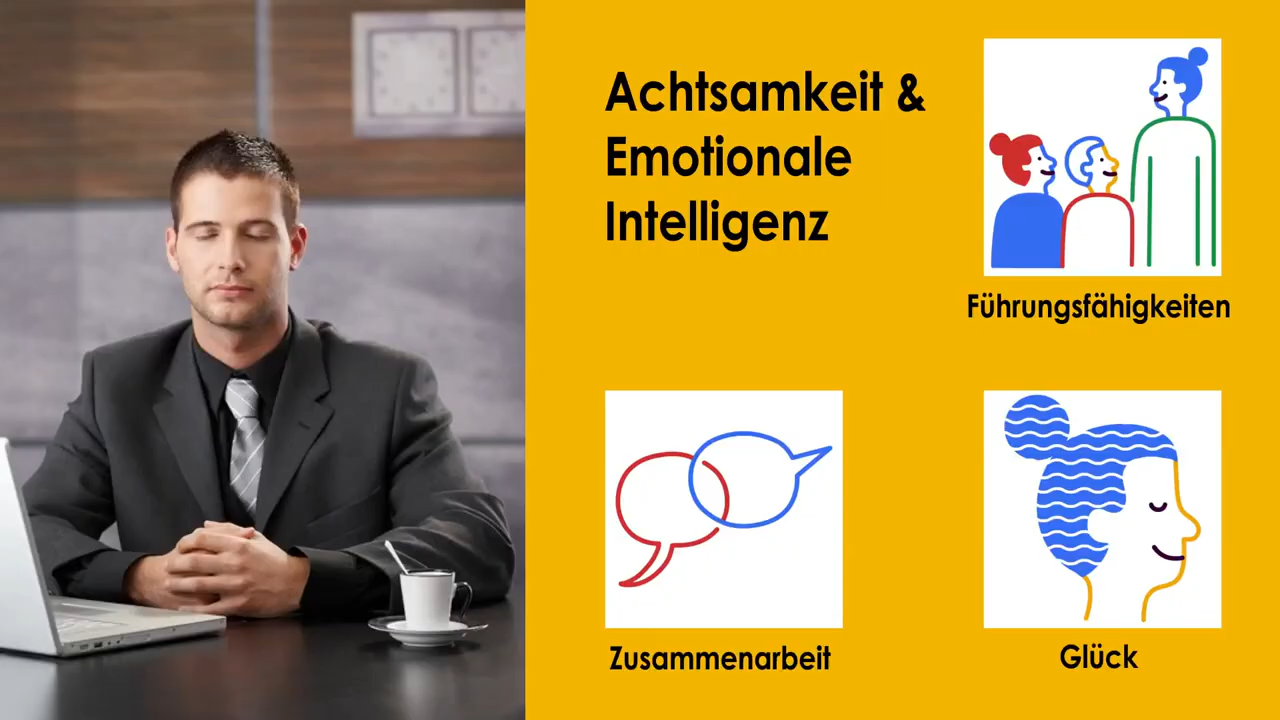 Achtsamkeit &
Emotionale
Intelligenz
Führungsfähigkeiten
Zusammenarbeit
Glück